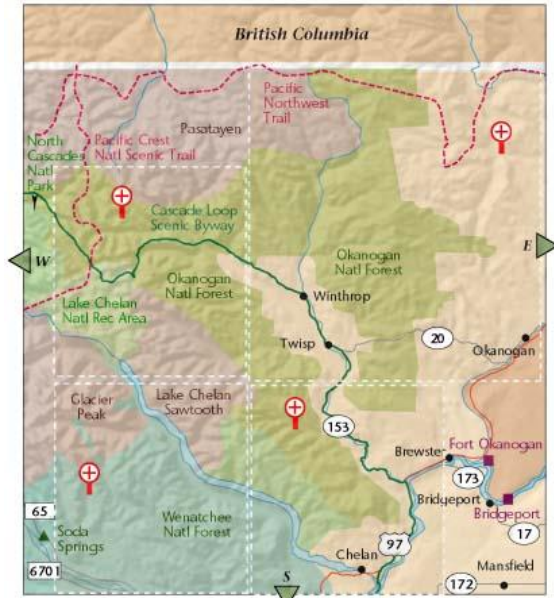 British Columbia
Pacific
Northwest
Trail
Pasatayen
North
Cascades
Natl
Park
Pacific Crest
Natl Scenic Trail
Cascade Loop
Scenic Byway
W
E
Okanogan
Natl Forest
Okanogan
Natl Forest
Winthrop
Lake Chelan
Natl Rec Area
Twisp
20
Okanogan
Glacier
Peak
Lake Chelan
Sawtooth
153
Brewster
Fort Okanogan
173
Bridgeport
Bridgeport
65
Soda
Springs
Wenatchee
Natl Forest
97
17
Chelan
Mansfield
6701
S
172